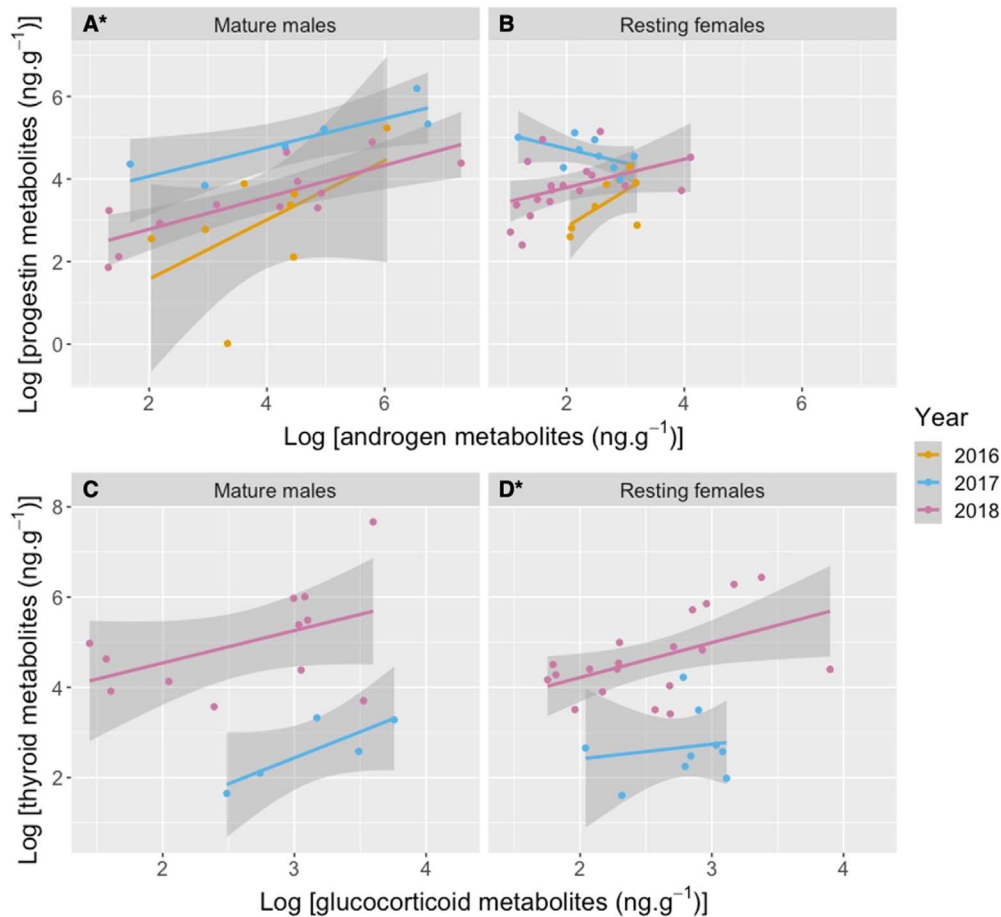 A* Mature males
B Resting females
Log [progestin metabolites (ng.g⁻¹)]
6
4
2
0
2 4 6
2 4 6
Log [androgen metabolites (ng.g⁻¹)]
Year
2016
2017
2018
C Mature males
D* Resting females
Log [thyroid metabolites (ng.g⁻¹)]
8
6
4
2
2 3 4
2 3 4
Log [glucocorticoid metabolites (ng.g⁻¹)]